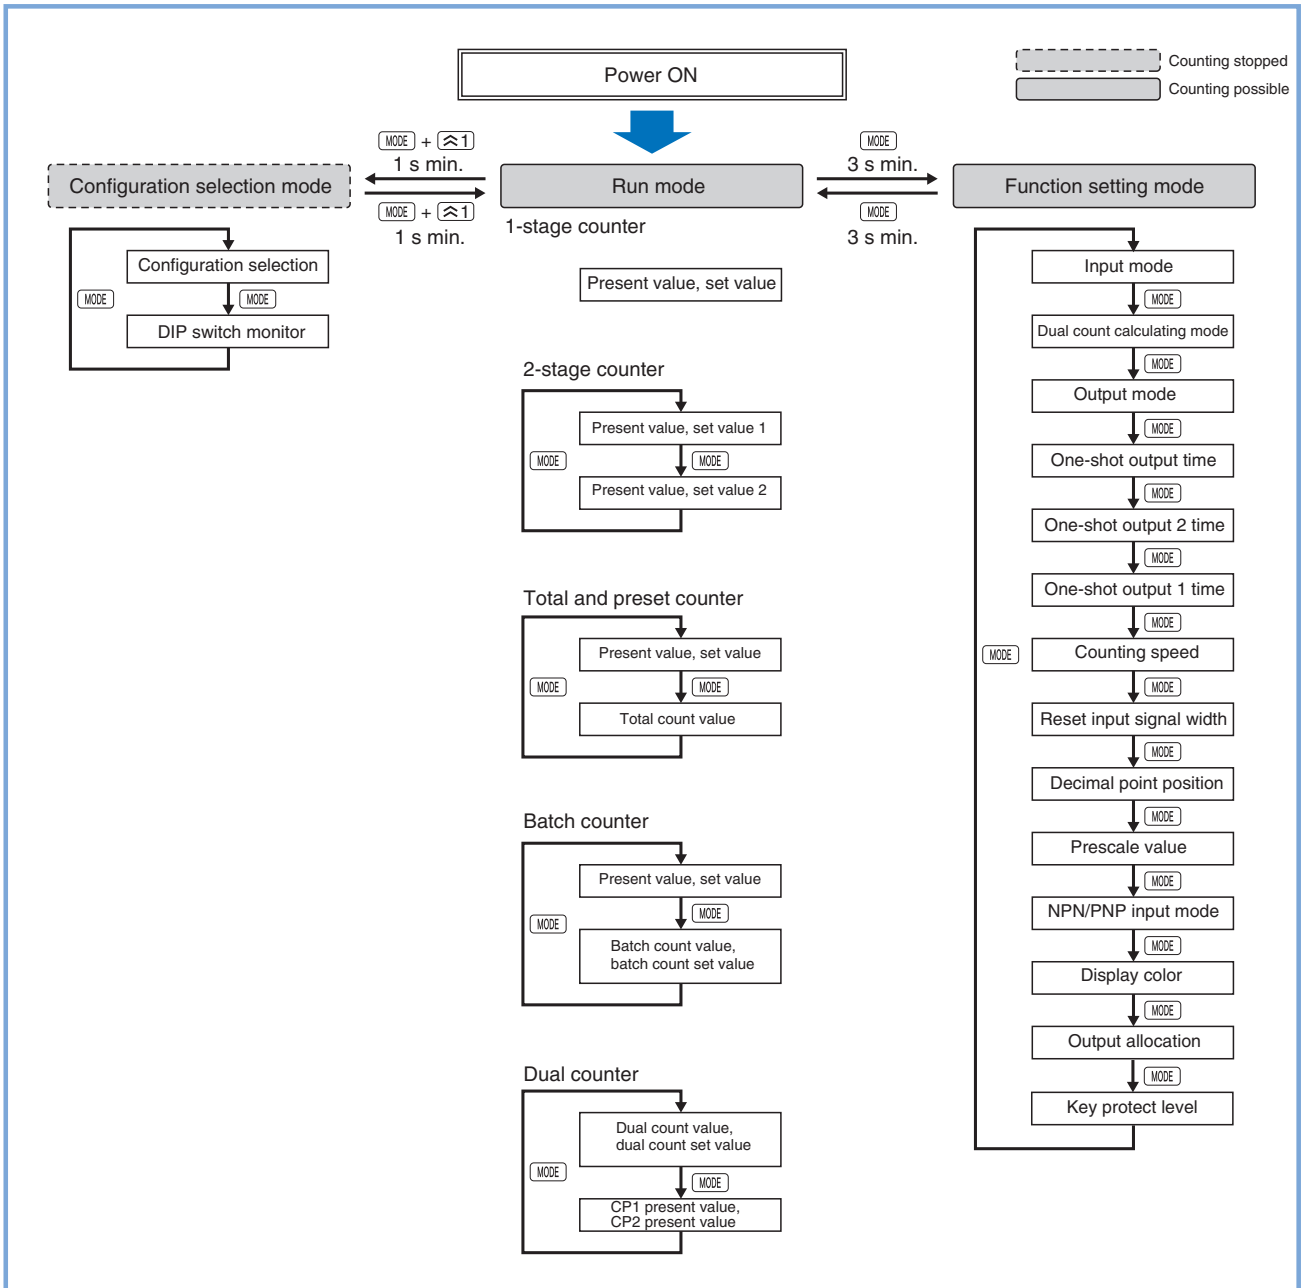 Power ON
Counting stopped
Counting possible
MODE + ︽1
1 s min.
MODE
3 s min.
Configuration selection mode
Run mode
Function setting mode
MODE + ︽1
1 s min.
MODE
3 s min.
Configuration selection
MODE
MODE
DIP switch monitor
1-stage counter
Present value, set value
2-stage counter
Present value, set value 1
MODE
MODE
Present value, set value 2
Total and preset counter
Present value, set value
MODE
MODE
Total count value
Batch counter
Present value, set value
MODE
MODE
Batch count value,
batch count set value
Dual counter
Dual count value,
dual count set value
MODE
MODE
CP1 present value,
CP2 present value
Input mode
MODE
Dual count calculating mode
MODE
Output mode
MODE
One-shot output time
MODE
One-shot output 2 time
MODE
One-shot output 1 time
MODE
MODE
Counting speed
MODE
Reset input signal width
MODE
Decimal point position
MODE
Prescale value
MODE
NPN/PNP input mode
MODE
Display color
MODE
Output allocation
MODE
Key protect level